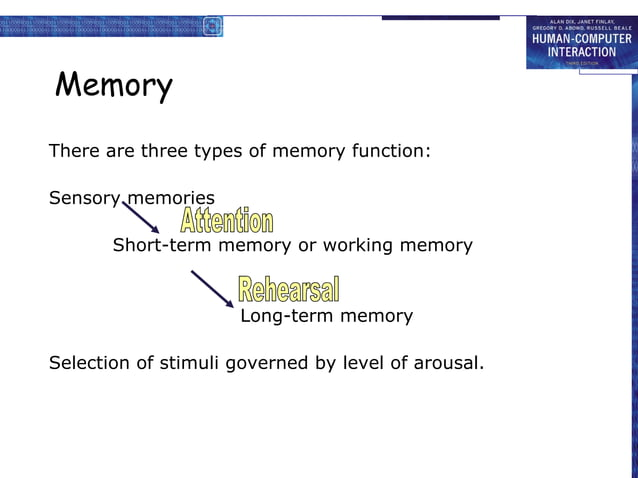 ALAN DIX, JANET FINLAY,
GREGORY D. ABOWD, RUSSELL BEALE
HUMAN-COMPUTER
INTERACTION
THIRD EDITION
Memory
There are three types of memory function:
Sensory memories
Attention
Short-term memory or working memory
Rehearsal
Long-term memory
Selection of stimuli governed by level of arousal.